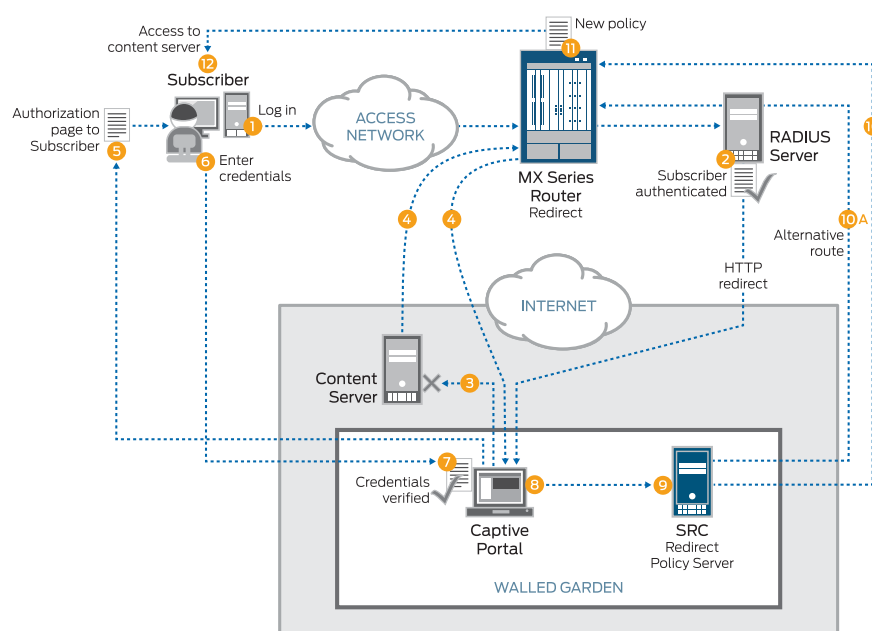 New policy
11
Access to
content server
12
Subscriber
Authorization
page to
Subscriber
5
Log in
1
ACCESS
NETWORK
6
Enter
credentials
MX Series
Router
Redirect
RADIUS
Server
2
Subscriber
authenticated
4
4
10A
Alternative
route
HTTP
redirect
INTERNET
Content
Server
3
7
Credentials
verified
8
9
Captive
Portal
SRC
Redirect
Policy Server
WALLED GARDEN